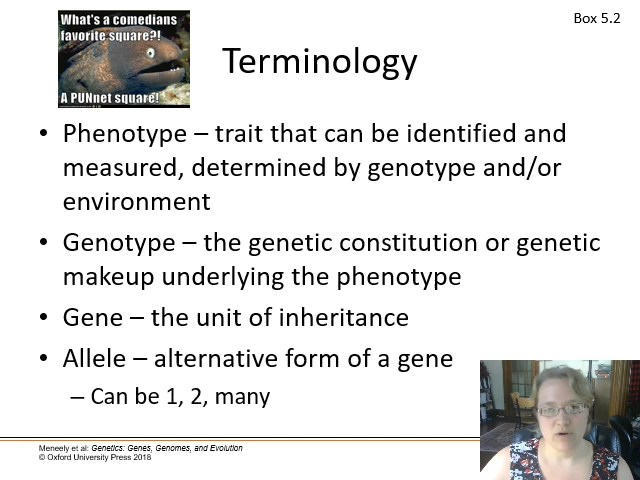 What's a comedians
favorite square?!
A PUNnet square!
Box 5.2
Terminology
• Phenotype – trait that can be identified and
measured, determined by genotype and/or
environment
• Genotype – the genetic constitution or genetic
makeup underlying the phenotype
• Gene – the unit of inheritance
• Allele – alternative form of a gene
– Can be 1, 2, many
Meneely et al: Genetics: Genes, Genomes, and Evolution
© Oxford University Press 2018